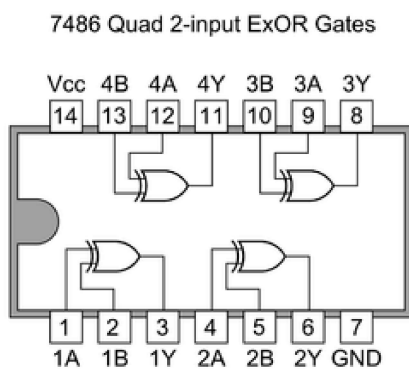 7486 Quad 2-input ExOR Gates
Vcc 4B 4A 4Y 3B 3A 3Y
14 13 12 11 10 9 8
1 2 3 4 5 6 7
1A 1B 1Y 2A 2B 2Y GND